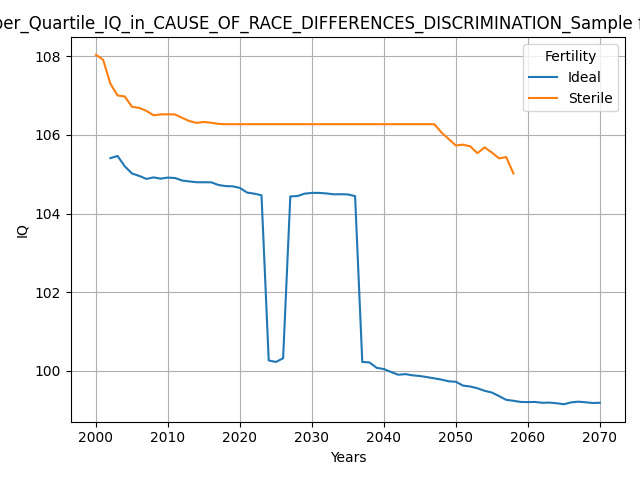 per_Quartile_IQ_in_CAUSE_OF_RACE_DIFFERENCES_DISCRIMINATION_Sample
Fertility
Ideal
Sterile
108
106
104
102
100
IQ
2000 2010 2020 2030 2040 2050 2060 2070
Years